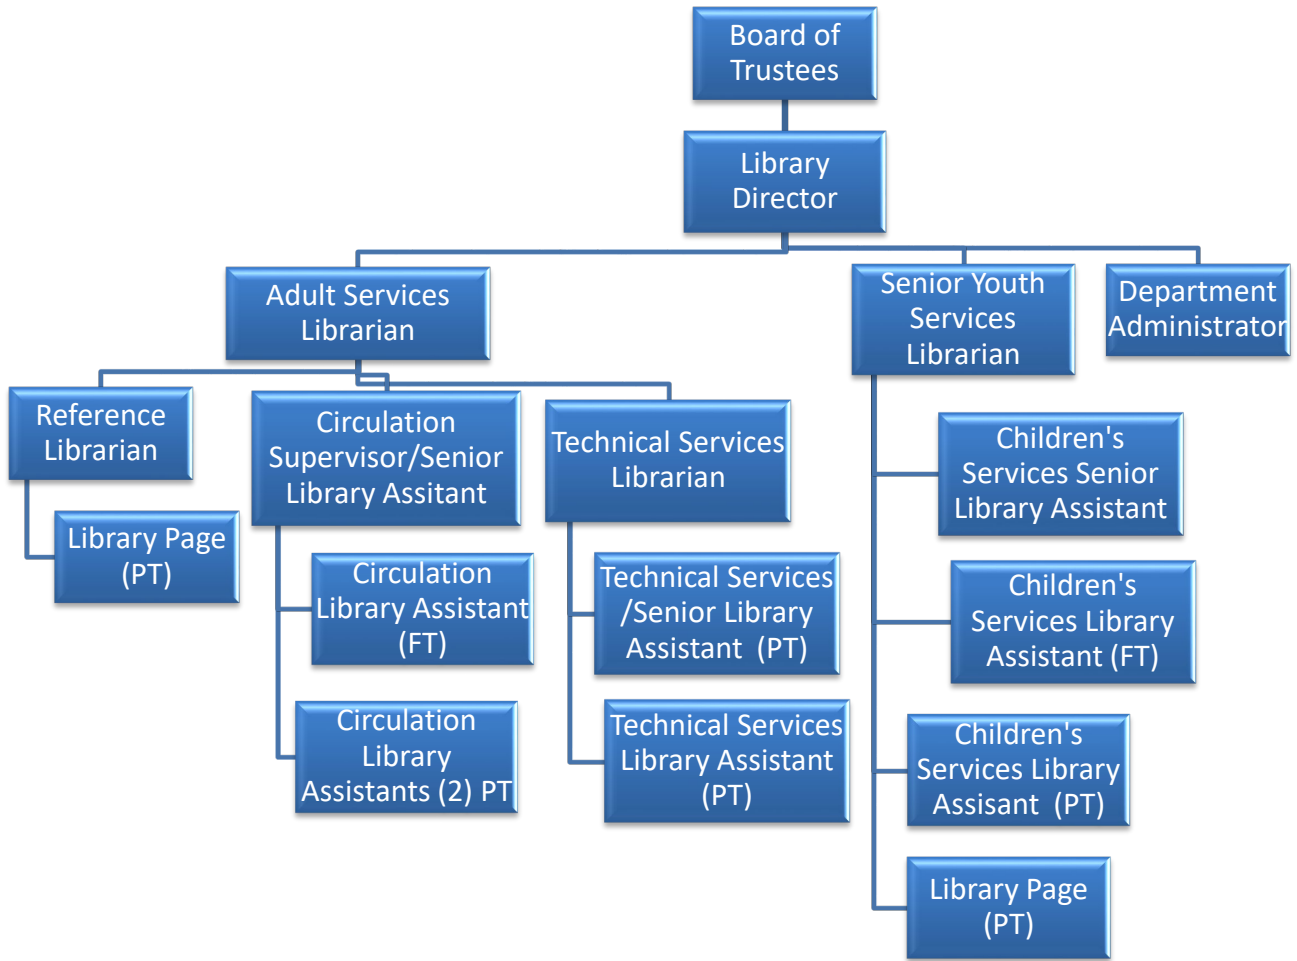 Board of
Trustees
Library
Director
Adult Services
Librarian
Senior Youth
Services
Librarian
Department
Administrator
Reference
Librarian
Library Page
(PT)
Circulation
Supervisor/Senior
Library Assitant
Circulation
Library Assistant
(FT)
Circulation
Library
Assistants (2) PT
Technical Services
Librarian
Technical Services
/Senior Library
Assistant  (PT)
Technical Services
Library Assistant
(PT)
Children's
Services Senior
Library Assistant
Children's
Services Library
Assistant (FT)
Children's
Services Library
Assisant  (PT)
Library Page
(PT)